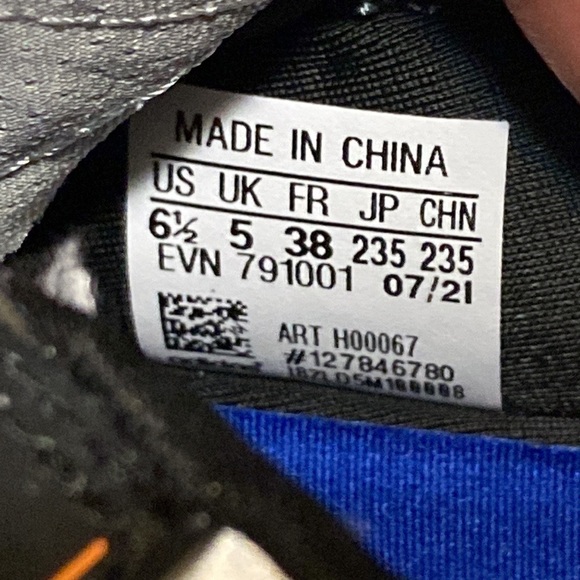 MADE IN CHINA
US UK FR JP CHN
6½ 5 38 235 235
EVN 791001 07/21
ART H00067
#127846780